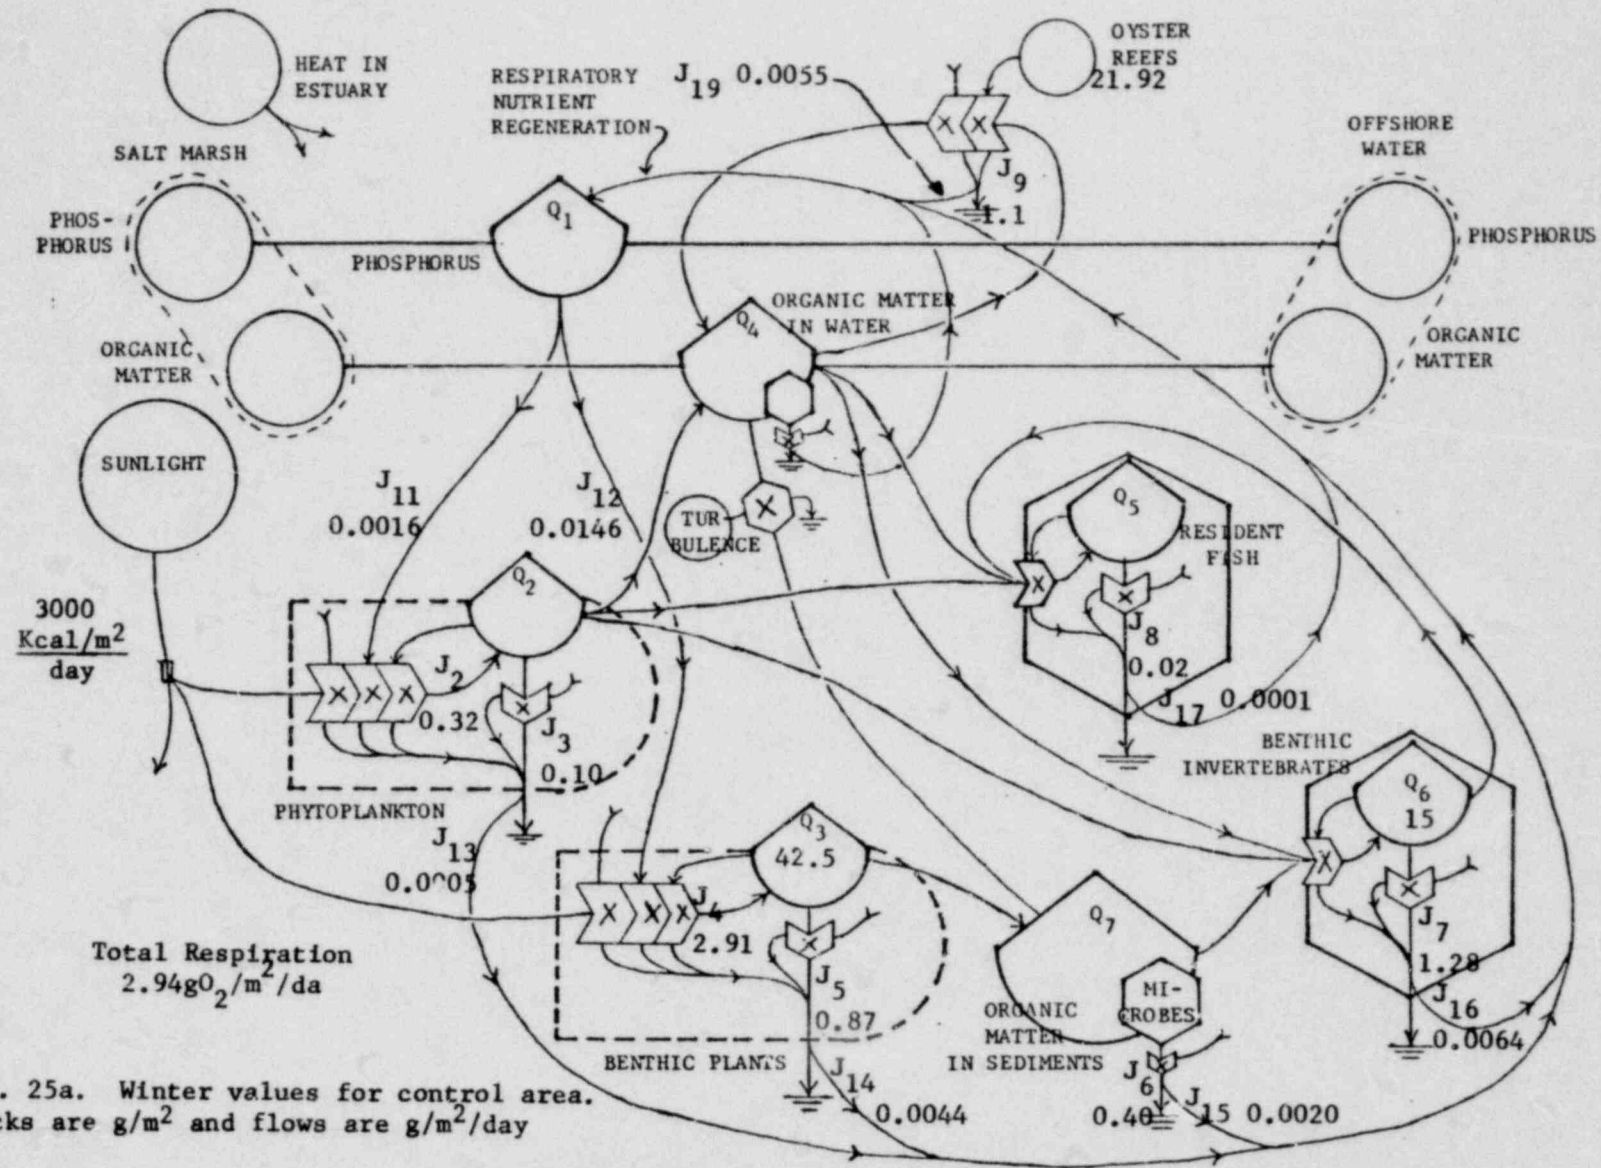 HEAT IN
ESTUARY
RESPIRATORY
NUTRIENT
REGENERATION
J19 0.0055
OYSTER
REEFS
21.92
SALT MARSH
OFFSHORE
WATER
PHOS-
PHORUS
PHOSPHORUS
Q1
J9
1.1
PHOSPHORUS
ORGANIC
MATTER
Q4
ORGANIC MATTER
IN WATER
ORGANIC
MATTER
SUNLIGHT
J11
0.0016
J12
0.0146
TUR
BULENCE
X
Q5
RESIDENT
FISH
X
X
J8
0.02
J17 0.0001
3000
Kcal/m²
day
Q2
X X X
J2
0.32
X
J3
0.10
PHYTOPLANKTON
J13
BENTHIC
INVERTEBRATES
Q6
15
X
X
J7
1.28
J16
0.0064
Q3
42.5
X X X
J4
2.91
X
J5
0.87
BENTHIC PLANTS
J14
0.0044
Q7
MI-
CROBES
ORGANIC
MATTER
IN SEDIMENTS
J6
0.40
J15 0.0020
Total Respiration
2.94gO2/m²/da
. 25a. Winter values for control area.
cks are g/m² and flows are g/m²/day